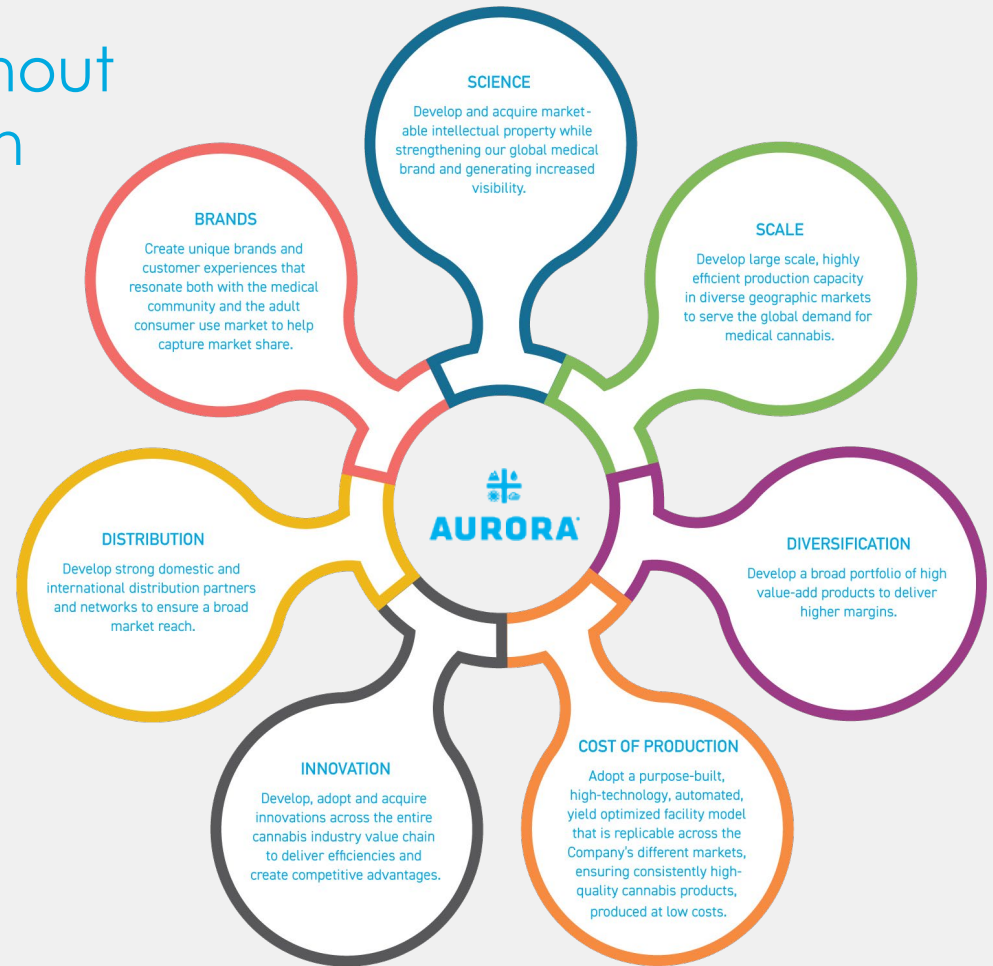 SCIENCE
Develop and acquire market-
able intellectual property while
strengthening our global medical
brand and generating increased
visibility.
BRANDS
Create unique brands and
customer experiences that
resonate both with the medical
community and the adult
consumer use market to help
capture market share.
SCALE
Develop large scale, highly
efficient production capacity
in diverse geographic markets
to serve the global demand for
medical cannabis.
AURORA
DISTRIBUTION
Develop strong domestic and
international distribution partners
and networks to ensure a broad
market reach.
DIVERSIFICATION
Develop a broad portfolio of high
value-add products to deliver
higher margins.
INNOVATION
Develop, adopt and acquire
innovations across the entire
cannabis industry value chain
to deliver efficiencies and
create competitive advantages.
COST OF PRODUCTION
Adopt a purpose-built,
high-technology, automated,
yield optimized facility model
that is replicable across the
Company's different markets,
ensuring consistently high-
quality cannabis products,
produced at low costs.